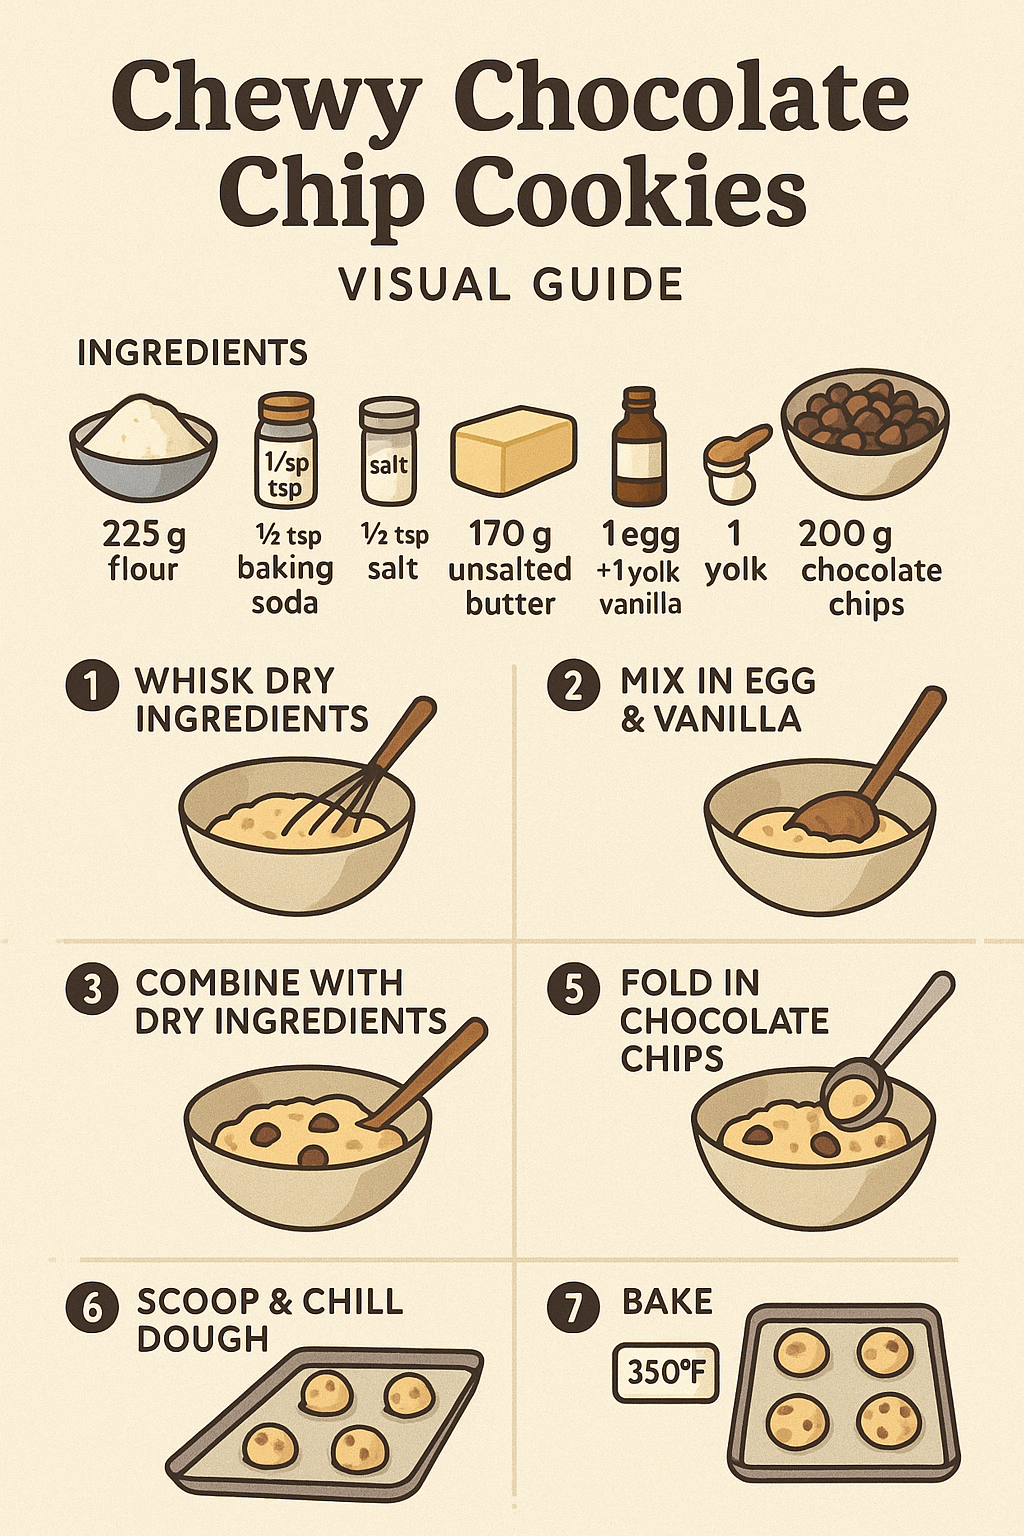 Chewy Chocolate
Chip Cookies
VISUAL GUIDE
INGREDIENTS
1/sp
tsp
salt
225 g
flour
½ tsp
baking
soda
½ tsp
salt
170 g
unsalted
butter
1 egg
+1 yolk
vanilla
1
yolk
200 g
chocolate
chips
1 WHISK DRY
INGREDIENTS
2 MIX IN EGG
& VANILLA
3 COMBINE WITH
DRY INGREDIENTS
5 FOLD IN
CHOCOLATE
CHIPS
6 SCOOP & CHILL
DOUGH
7 BAKE
350°F